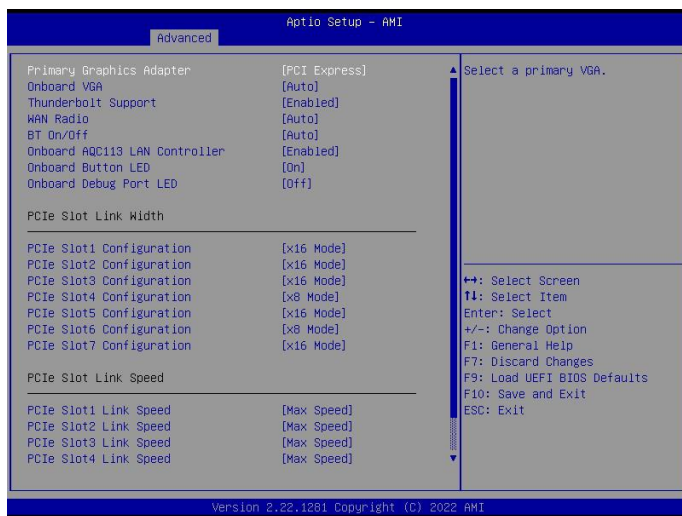 Aptio Setup – AMI
Advanced
Primary Graphics Adapter [PCI Express]
Onboard VGA [Auto]
Thunderbolt Support [Enabled]
WAN Radio [Auto]
BT On/Off [Auto]
Onboard AQC113 LAN Controller [Enabled]
Onboard Button LED [On]
Onboard Debug Port LED [Off]
PCIe Slot Link Width
PCIe Slot1 Configuration [x16 Mode]
PCIe Slot2 Configuration [x16 Mode]
PCIe Slot3 Configuration [x16 Mode]
PCIe Slot4 Configuration [x8 Mode]
PCIe Slot5 Configuration [x16 Mode]
PCIe Slot6 Configuration [x8 Mode]
PCIe Slot7 Configuration [x16 Mode]
PCIe Slot Link Speed
PCIe Slot1 Link Speed [Max Speed]
PCIe Slot2 Link Speed [Max Speed]
PCIe Slot3 Link Speed [Max Speed]
PCIe Slot4 Link Speed [Max Speed]
Select a primary VGA.
↔: Select Screen
↑↓: Select Item
Enter: Select
+/-: Change Option
F1: General Help
F7: Discard Changes
F9: Load UEFI BIOS Defaults
F10: Save and Exit
ESC: Exit
Version 2.22.1281 Copyright (C) 2022 AMI